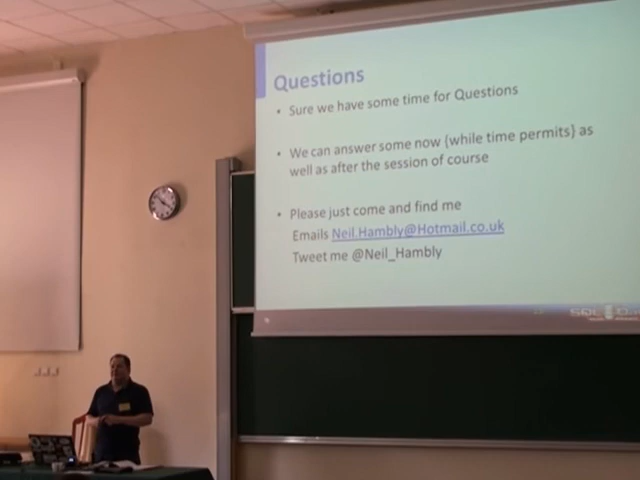 Questions
• Sure we have some time for Questions
• We can answer some now {while time permits} as
well as after the session of course
• Please just come and find me
Emails Neil.Hambly@Hotmail.co.uk
Tweet me @Neil_Hambly